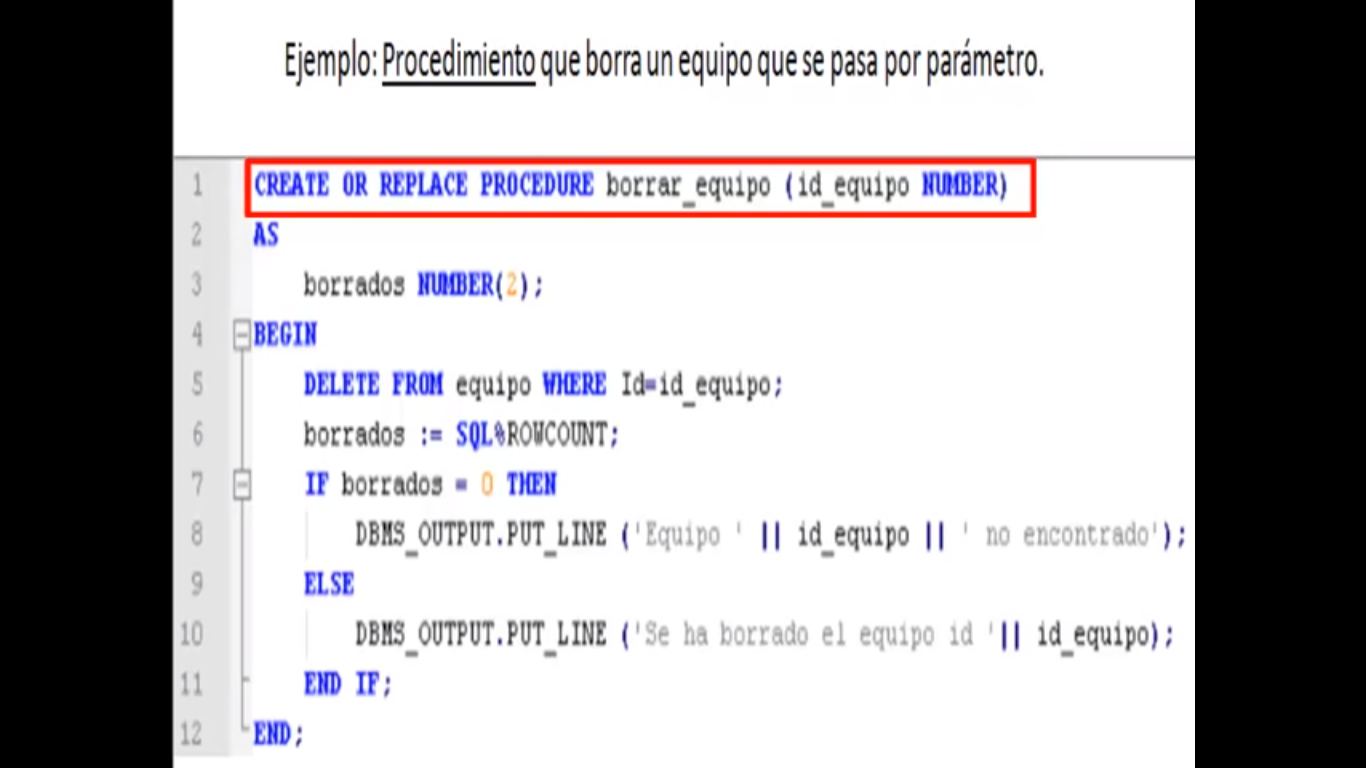 Ejemplo: Procedimiento que borra un equipo que se pasa por parámetro.
1 CREATE OR REPLACE PROCEDURE borrar_equipo (id_equipo NUMBER)
2 AS
3 borrados NUMBER(2);
4 BEGIN
5 DELETE FROM equipo WHERE Id=id_equipo;
6 borrados := SQL%ROWCOUNT;
7 IF borrados = 0 THEN
8 DBMS_OUTPUT.PUT_LINE ('Equipo ' || id_equipo || ' no encontrado');
9 ELSE
10 DBMS_OUTPUT.PUT_LINE ('Se ha borrado el equipo id '|| id_equipo);
11 END IF;
12 END;